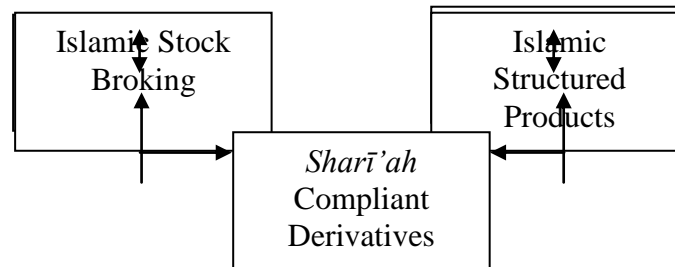 Islamic Stock
Broking
Islamic
Structured
Products
Sharī’ah
Compliant
Derivatives